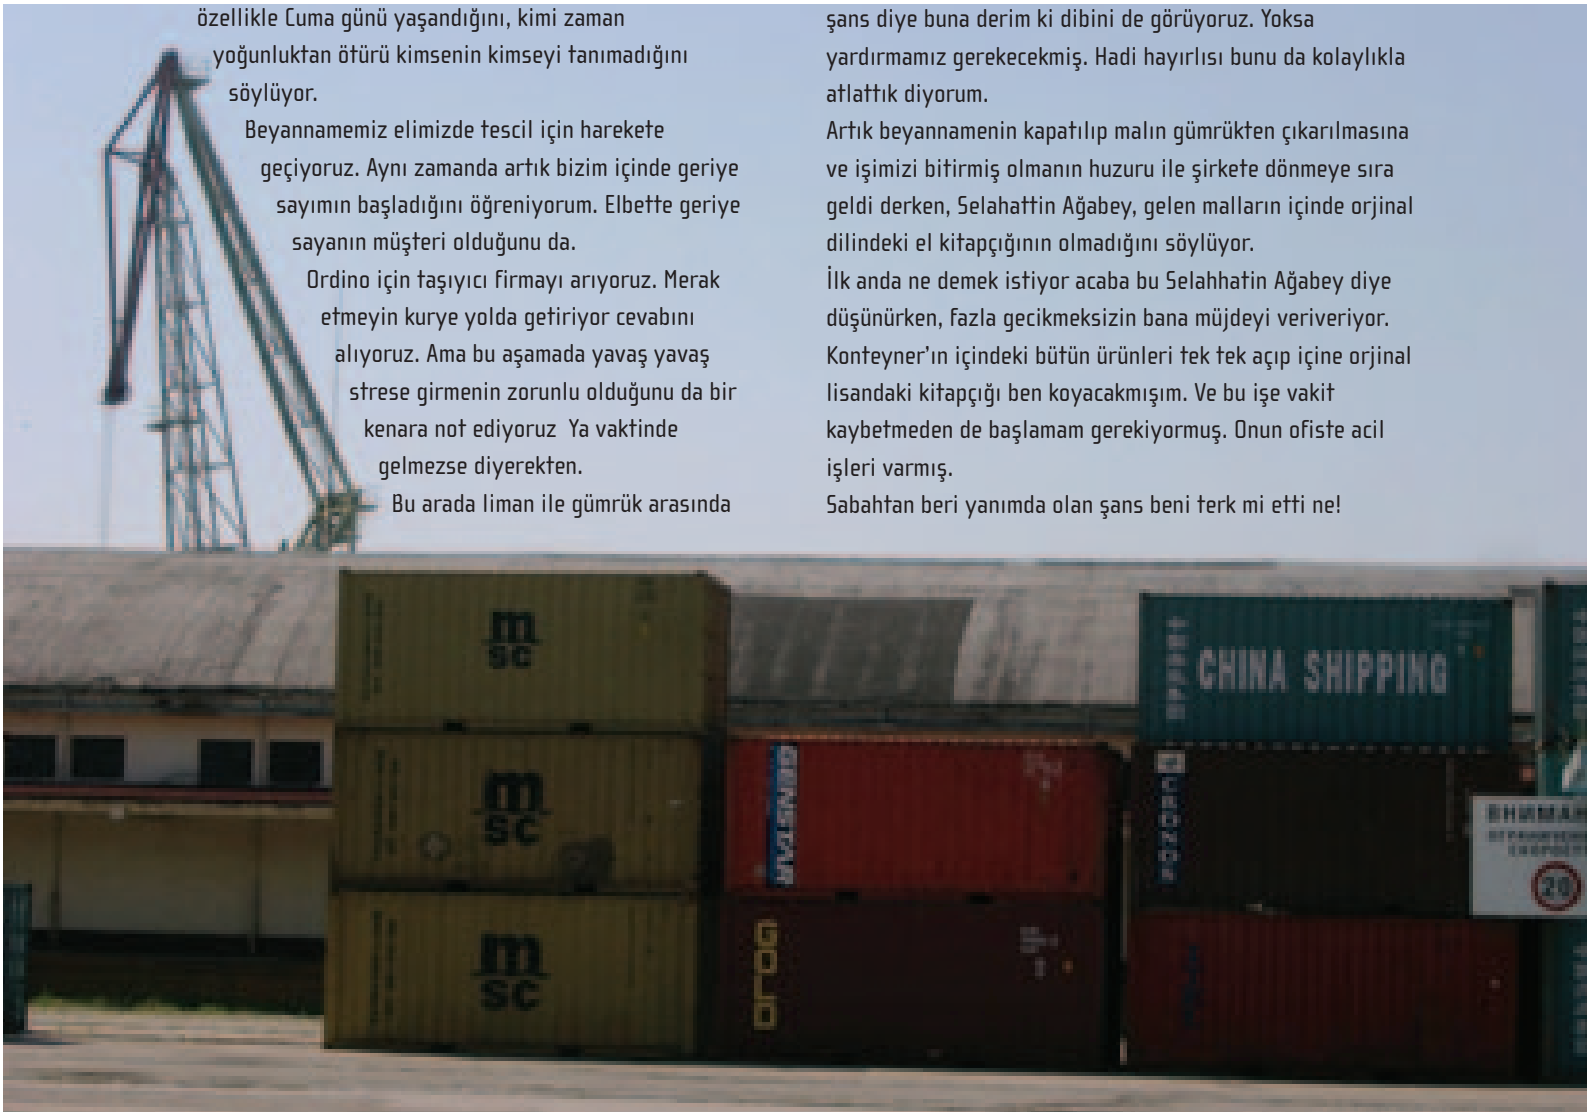 özellikle Cuma günü yaşandığını, kimi zaman
yoğunluktan ötürü kimsenin kimseyi tanımadığını
söylüyor.
Beyannamemiz elimizde tescil için harekete
geçiyoruz. Aynı zamanda artık bizim içinde geriye
sayımın başladığını öğreniyorum. Elbette geriye
sayanın müşteri olduğunu da.
Ordino için taşıyıcı firmayı arıyoruz. Merak
etmeyin kurye yolda getiriyor cevabını
alıyoruz. Ama bu aşamada yavaş yavaş
strese girmenin zorunlu olduğunu da bir
kenara not ediyoruz Ya vaktinde
gelmezse diyerekten.
Bu arada liman ile gümrük arasında
şans diye buna derim ki dibini de görüyoruz. Yoksa
yardırmamız gerekecekmiş. Hadi hayırlısı bunu da kolaylıkla
atlattık diyorum.
Artık beyannamenin kapatılıp malın gümrükten çıkarılmasına
ve işimizi bitirmiş olmanın huzuru ile şirkete dönmeye sıra
geldi derken, Selahattin Ağabey, gelen malların içinde orjinal
dilindeki el kitapçığının olmadığını söylüyor.
İlk anda ne demek istiyor acaba bu Selahhatin Ağabey diye
düşünürken, fazla gecikmeksizin bana müjdeyi veriveriyor.
Konteyner'ın içindeki bütün ürünleri tek tek açıp içine orjinal
lisandaki kitapçığı ben koyacakmışım. Ve bu işe vakit
kaybetmeden de başlamam gerekiyormuş. Onun ofiste acil
işleri varmış.
Sabahtan beri yanımda olan şans beni terk mi etti ne!
m
sc
CHINA SHIPPING
m
sc
GENSTAR
CRONOS
20
m
sc
GOLD